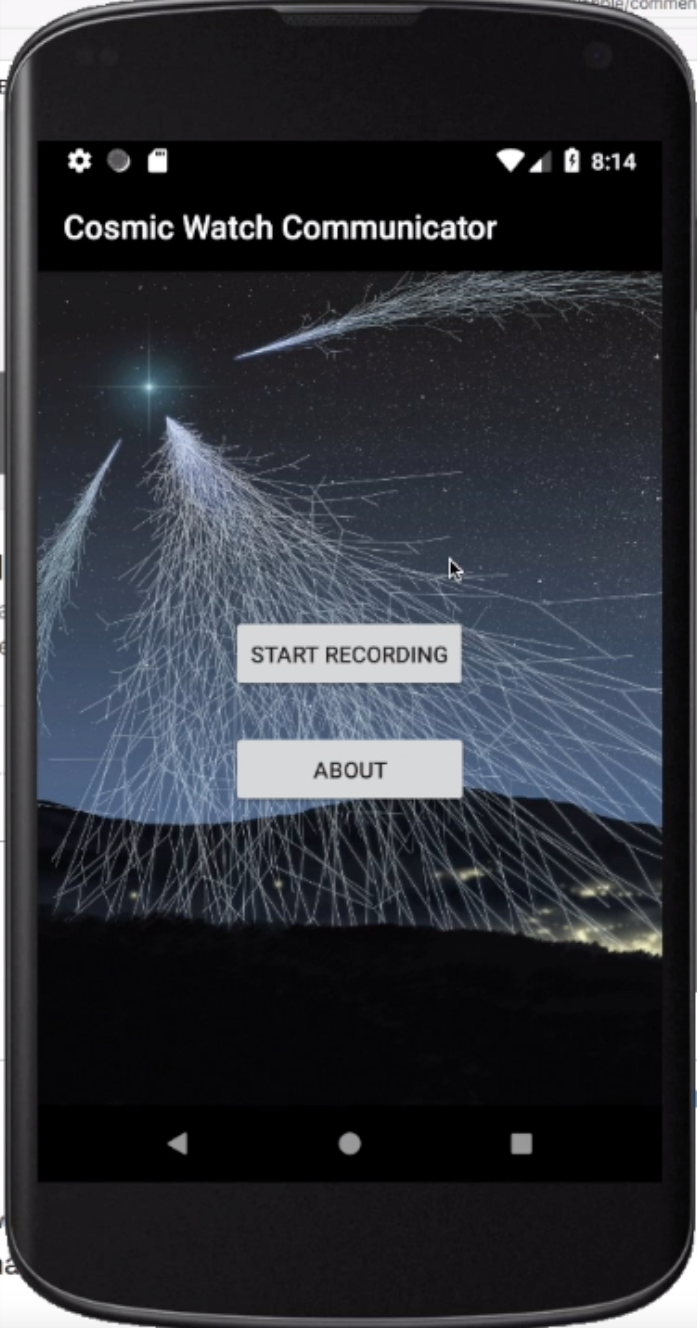 8:14
Cosmic Watch Communicator
START RECORDING
ABOUT